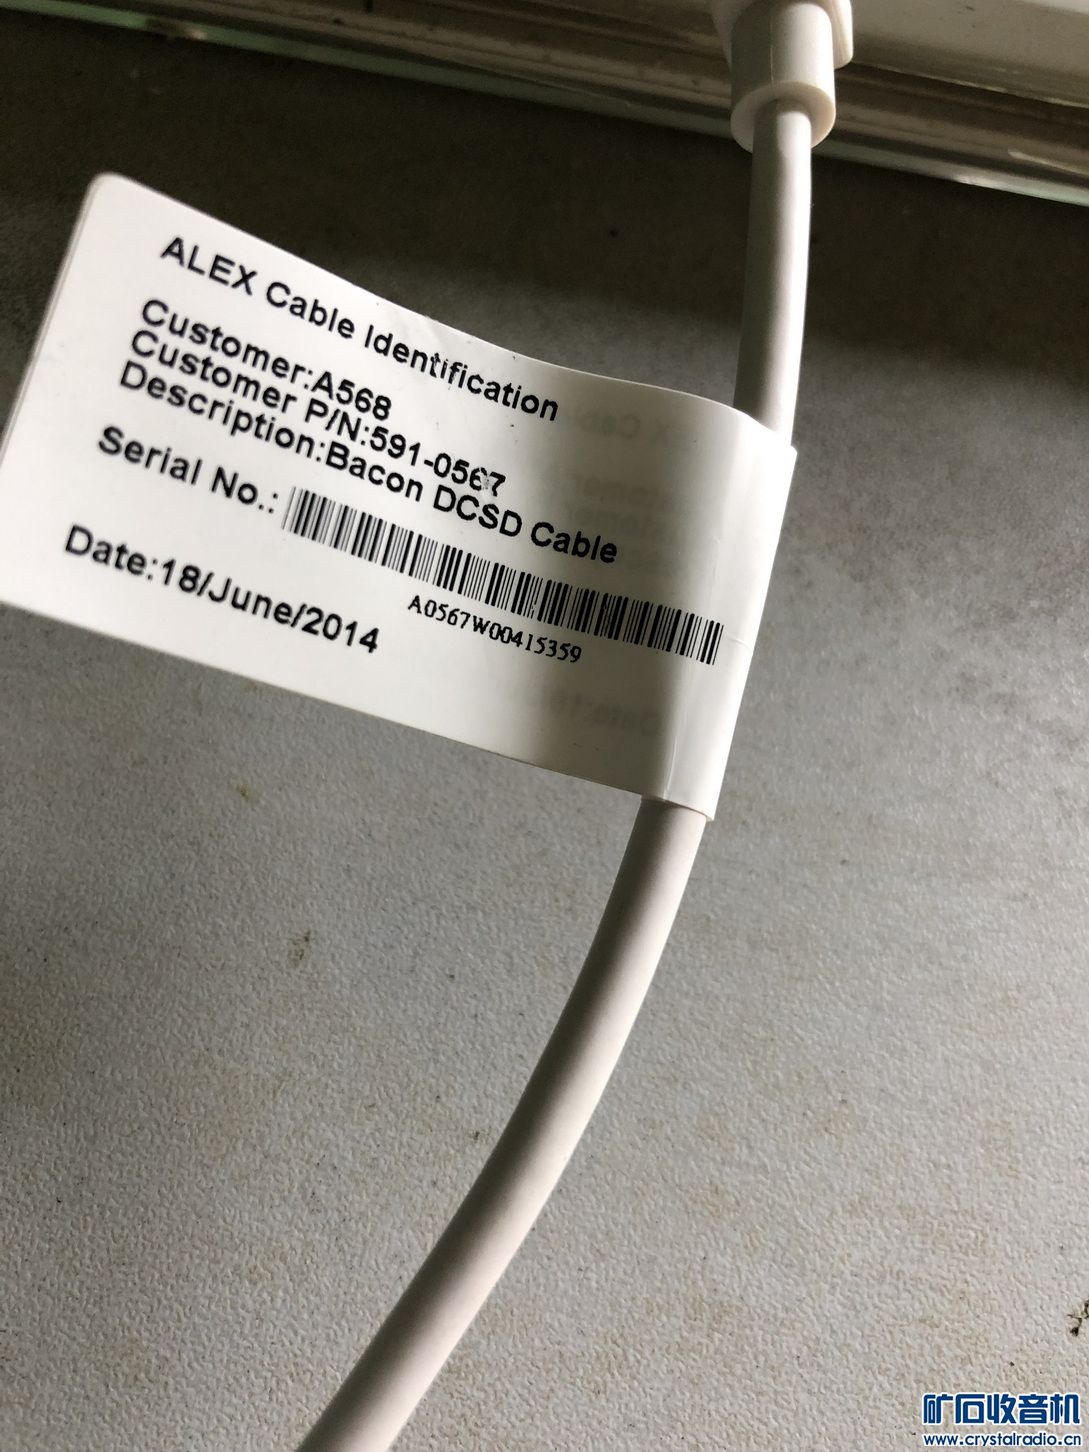 ALEX Cable Identification
Customer:A568
Customer P/N:591-0567
Description:Bacon DCSD Cable
Serial No.:
A0567W00415359
Date:18/June/2014
矿石收音机
www.crystalradio.cn